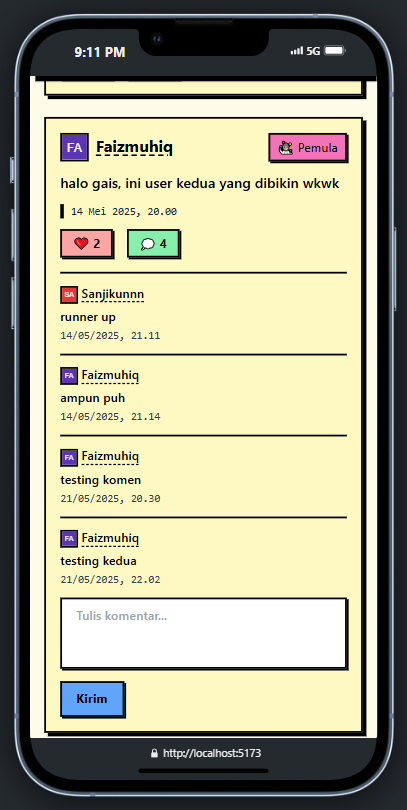 9:11 PM 5G
FA Faizmuhiq Pemula
halo gais, ini user kedua yang dibikin wkwk
14 Mei 2025, 20.00
2 4
SA Sanjikunnn
runner up
14/05/2025, 21.11
FA Faizmuhiq
ampun puh
14/05/2025, 21.14
FA Faizmuhiq
testing komen
21/05/2025, 20.30
FA Faizmuhiq
testing kedua
21/05/2025, 22.02
Tulis komentar...
Kirim
http://localhost:5173